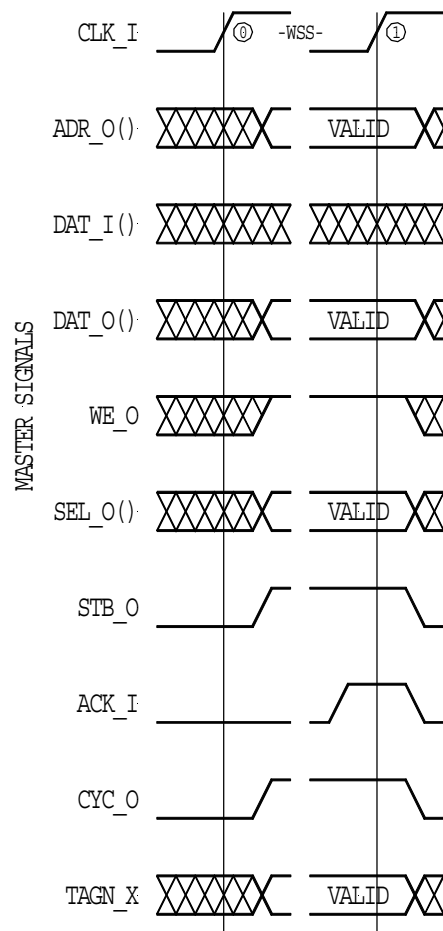 CLK_I
0 -WSS- 1
ADR_O()
VALID
DAT_I()
DAT_O()
VALID
MASTER SIGNALS
WE_O
SEL_O()
VALID
STB_O
ACK_I
CYC_O
TAGN_X
VALID